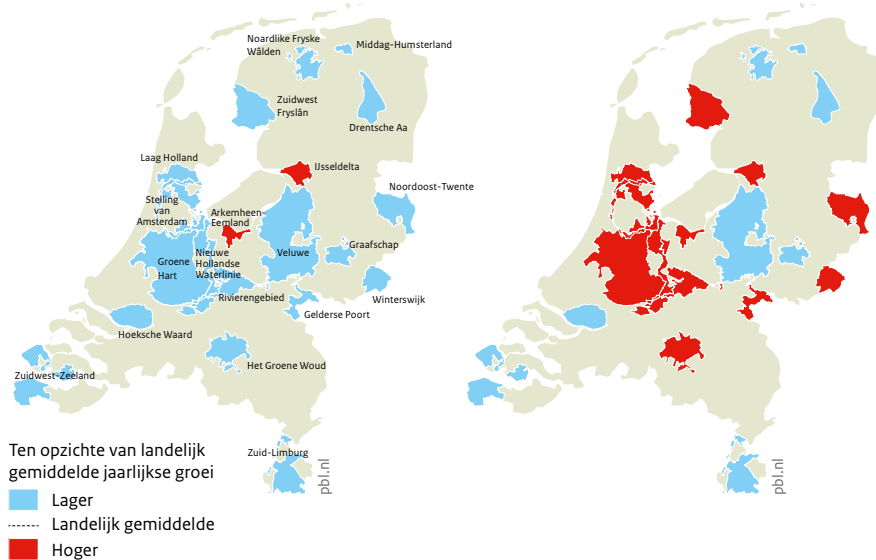 Noardlike Fryske
Wâlden
Middag-Humsterland
Zuidwest
Fryslân
Drentsche Aa
Laag Holland
IJsseldelta
Noordoost-Twente
Stelling
van
Amsterdam
Arkemheen-
Eemland
Graafschap
Groene
Hart
Nieuwe
Hollandse
Waterlinie
Veluwe
Rivierengebied
Winterswijk
Gelderse Poort
Hoeksche Waard
Het Groene Woud
Zuidwest-Zeeland
Zuid-Limburg
pbl.nl
pbl.nl
Ten opzichte van landelijk
gemiddelde jaarlijkse groei
Lager
Landelijk gemiddelde
Hoger